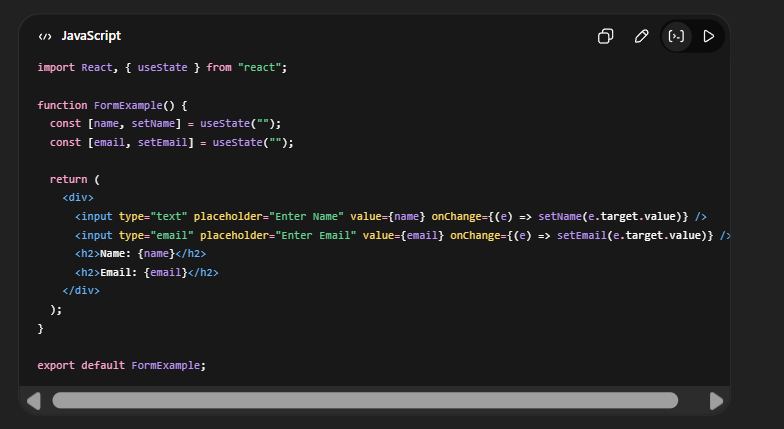 JavaScript
import React, { useState } from "react";
function FormExample() {
const [name, setName] = useState("");
const [email, setEmail] = useState("");
return (
<div>
<input type="text" placeholder="Enter Name" value={name} onChange={(e) => setName(e.target.value)} />
<input type="email" placeholder="Enter Email" value={email} onChange={(e) => setEmail(e.target.value)} />
<h2>Name: {name}</h2>
<h2>Email: {email}</h2>
</div>
);
}
export default FormExample;